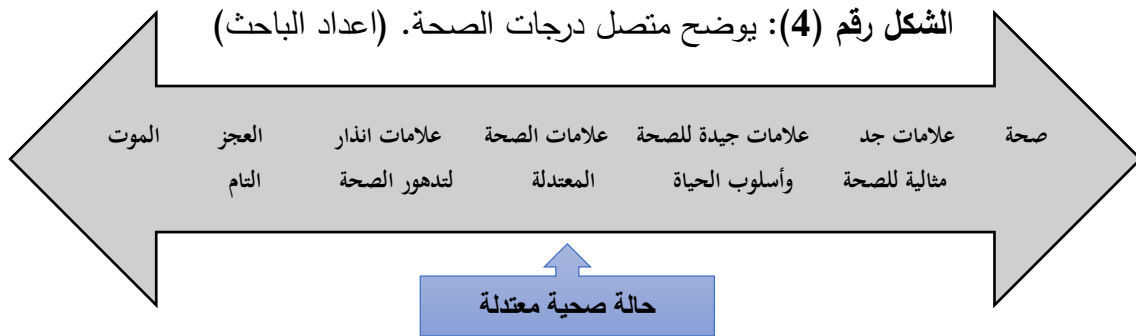 الشكل رقم (4): يوضح متصل درجات الصحة. (اعداد الباحث)
صحة علامات جد علامات جيدة للصحة علامات الصحة علامات انذار العجز الموت
مثالية للصحة وأسلوب الحياة المعتدلة لتدهور الصحة التام
حالة صحية معتدلة